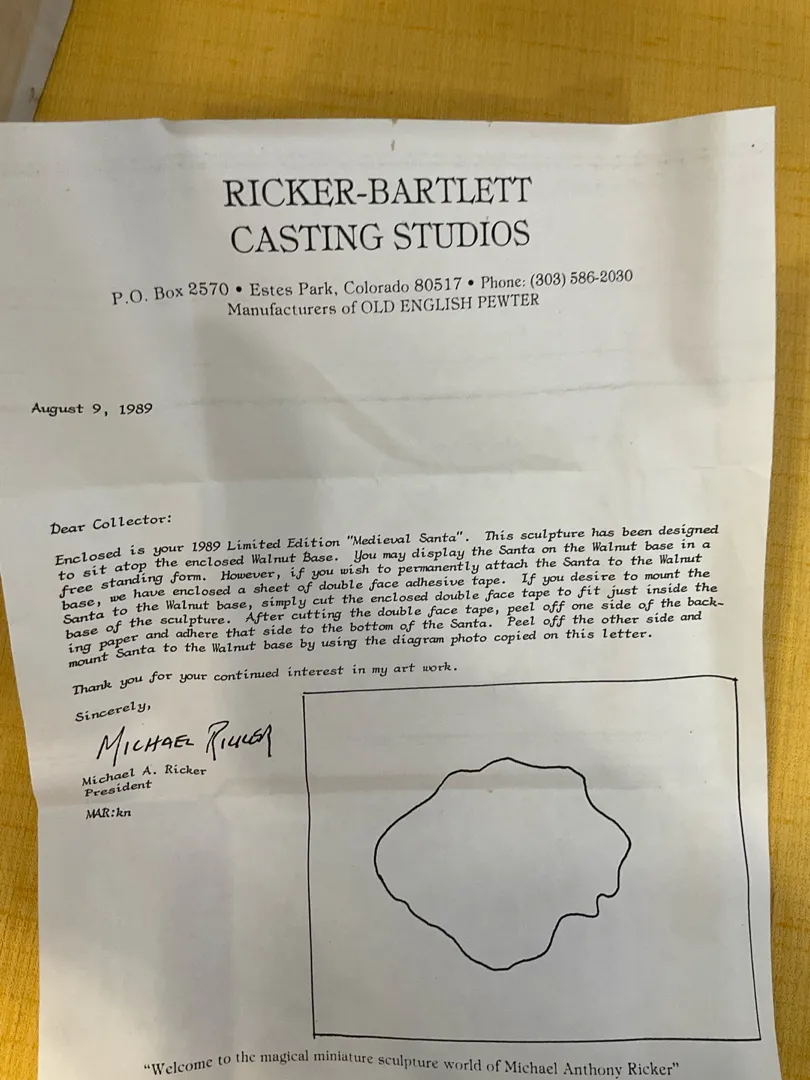 RICKER-BARTLETT
CASTING STUDIOS
P.O. Box 2570 • Estes Park, Colorado 80517 • Phone: (303) 586-2030
Manufacturers of OLD ENGLISH PEWTER
August 9, 1989
Dear Collector:
Enclosed is your 1989 Limited Edition "Medieval Santa". This sculpture has been designed
to sit atop the enclosed Walnut Base. You may display the Santa on the Walnut base in a
free standing form. However, if you wish to permanently attach the Santa to the Walnut
base, we have enclosed a sheet of double face adhesive tape. If you desire to mount the
Santa to the Walnut base, simply cut the enclosed double face tape to fit just inside the
base of the sculpture. After cutting the double face tape, peel off one side of the back-
ing paper and adhere that side to the bottom of the Santa. Peel off the other side and
mount Santa to the Walnut base by using the diagram photo copied on this letter.
Thank you for your continued interest in my art work.
Sincerely,
MICHAEL RICKER
Michael A. Ricker
President
MAR:kn
"Welcome to the magical miniature sculpture world of Michael Anthony Ricker"